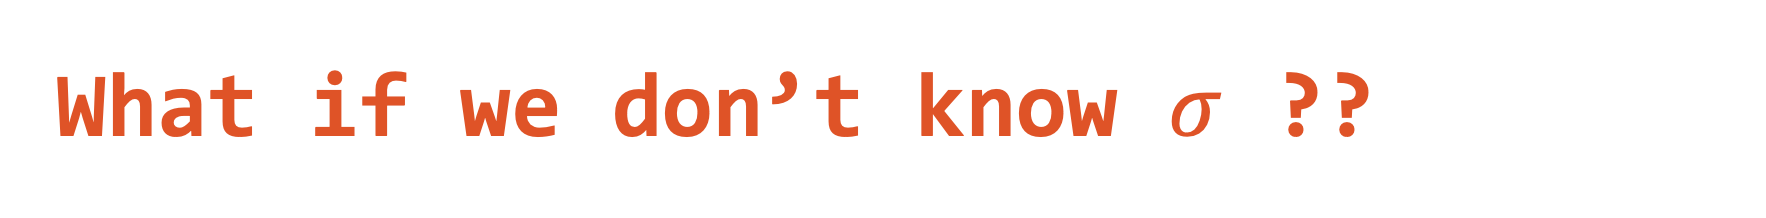 What if we don’t know σ ??